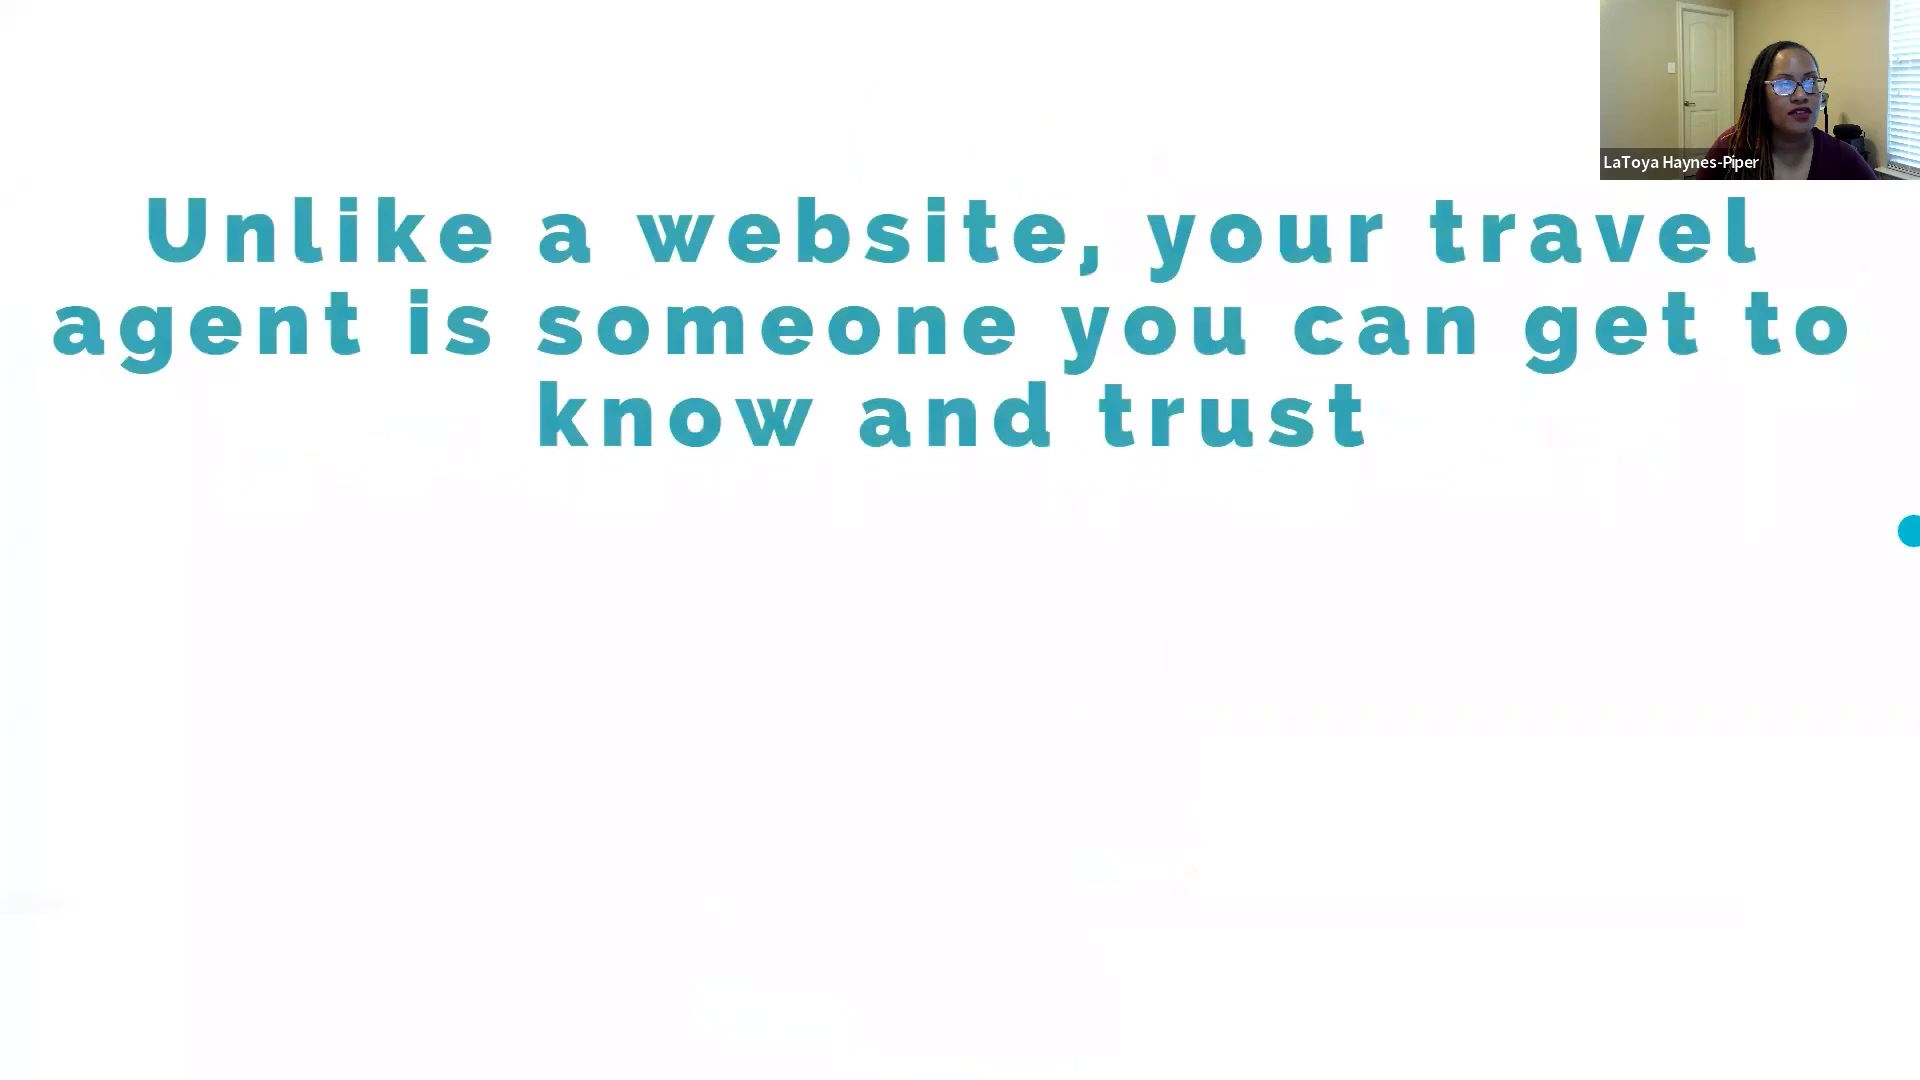 LaToya Haynes-Piper
Unlike a website, your travel
agent is someone you can get to
know and trust